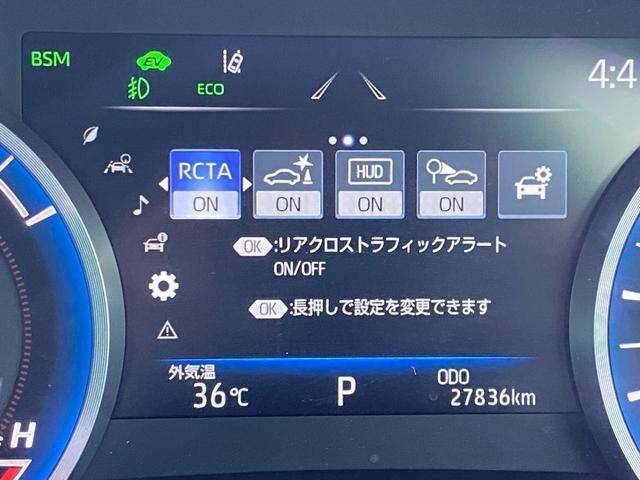 BSM
EV
ECO
4:4
RCTA
HUD
ON
ON
ON
ON
OK:リアクロストラフィックアラート
ON/OFF
OK:長押しで設定を変更できます
外気温
36℃
P
ODO
27836km
H